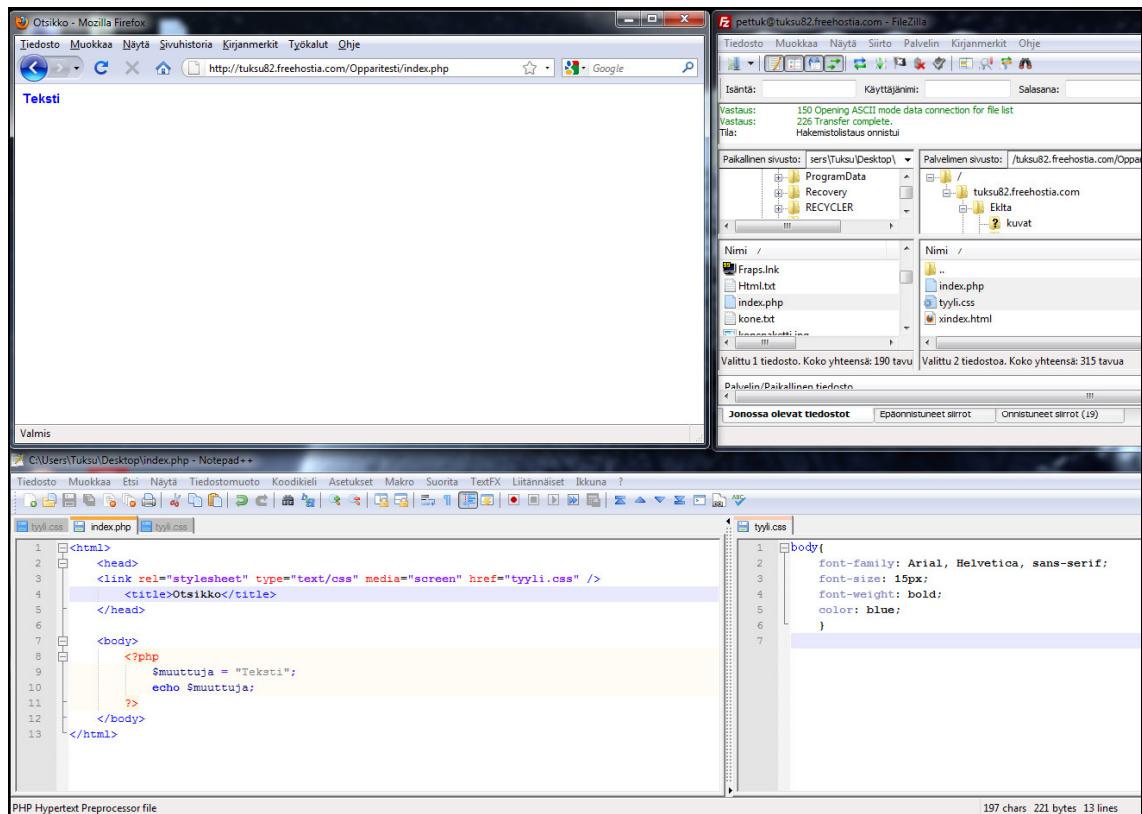 Otsikko - Mozilla Firefox
Tiedosto Muokkaa Näytä Sivuhistoria Kirjanmerkit Työkalut Ohje
http://tuksu82.freehostia.com/Opparitesti/index.php
Google
Teksti
Valmis
pettuk@tuksu82.freehostia.com - FileZilla
Tiedosto Muokkaa Näytä Siirto Palvelin Kirjanmerkit Ohje
Isäntä: Käyttäjänimi: Salasana:
Vastaus: 150 Opening ASCII mode data connection for file list
Vastaus: 226 Transfer complete.
Tila: Hakemistolistaus onnistui
Paikallinen sivusto: sers\Tuksu\Desktop\
ProgramData
Recovery
RECYCLER
Palvelimen sivusto: /tuksu82.freehostia.com/Oppar
/
tuksu82.freehostia.com
Eklta
? kuvat
Nimi /
Fraps.lnk
Html.txt
index.php
kone.txt
konepaketti.jpg
Valittu 1 tiedosto. Koko yhteensä: 190 tavu
Nimi /
..
index.php
tyyli.css
xindex.html
Valittu 2 tiedostoa. Koko yhteensä: 315 tavua
Palvelin/Paikallinen tiedosto
Jonossa olevat tiedostot Epäonnistuneet siirrot Onnistuneet siirrot (19)
C:\Users\Tuksu\Desktop\index.php - Notepad++
Tiedosto Muokkaa Etsi Näytä Tiedostomuoto Koodikieli Asetukset Makro Suorita TextFX Liitännäiset Ikkuna ?
tyyli.css index.php tyyli.css
1 <html>
2 <head>
3 <link rel="stylesheet" type="text/css" media="screen" href="tyyli.css" />
4 <title>Otsikko</title>
5 </head>
6
7 <body>
8 <?php
9 $muuttuja = "Teksti";
10 echo $muuttuja;
11 ?>
12 </body>
13 </html>
tyyli.css
1 body{
2 font-family: Arial, Helvetica, sans-serif;
3 font-size: 15px;
4 font-weight: bold;
5 color: blue;
6 }
7
PHP Hypertext Preprocessor file
197 chars 221 bytes 13 lines